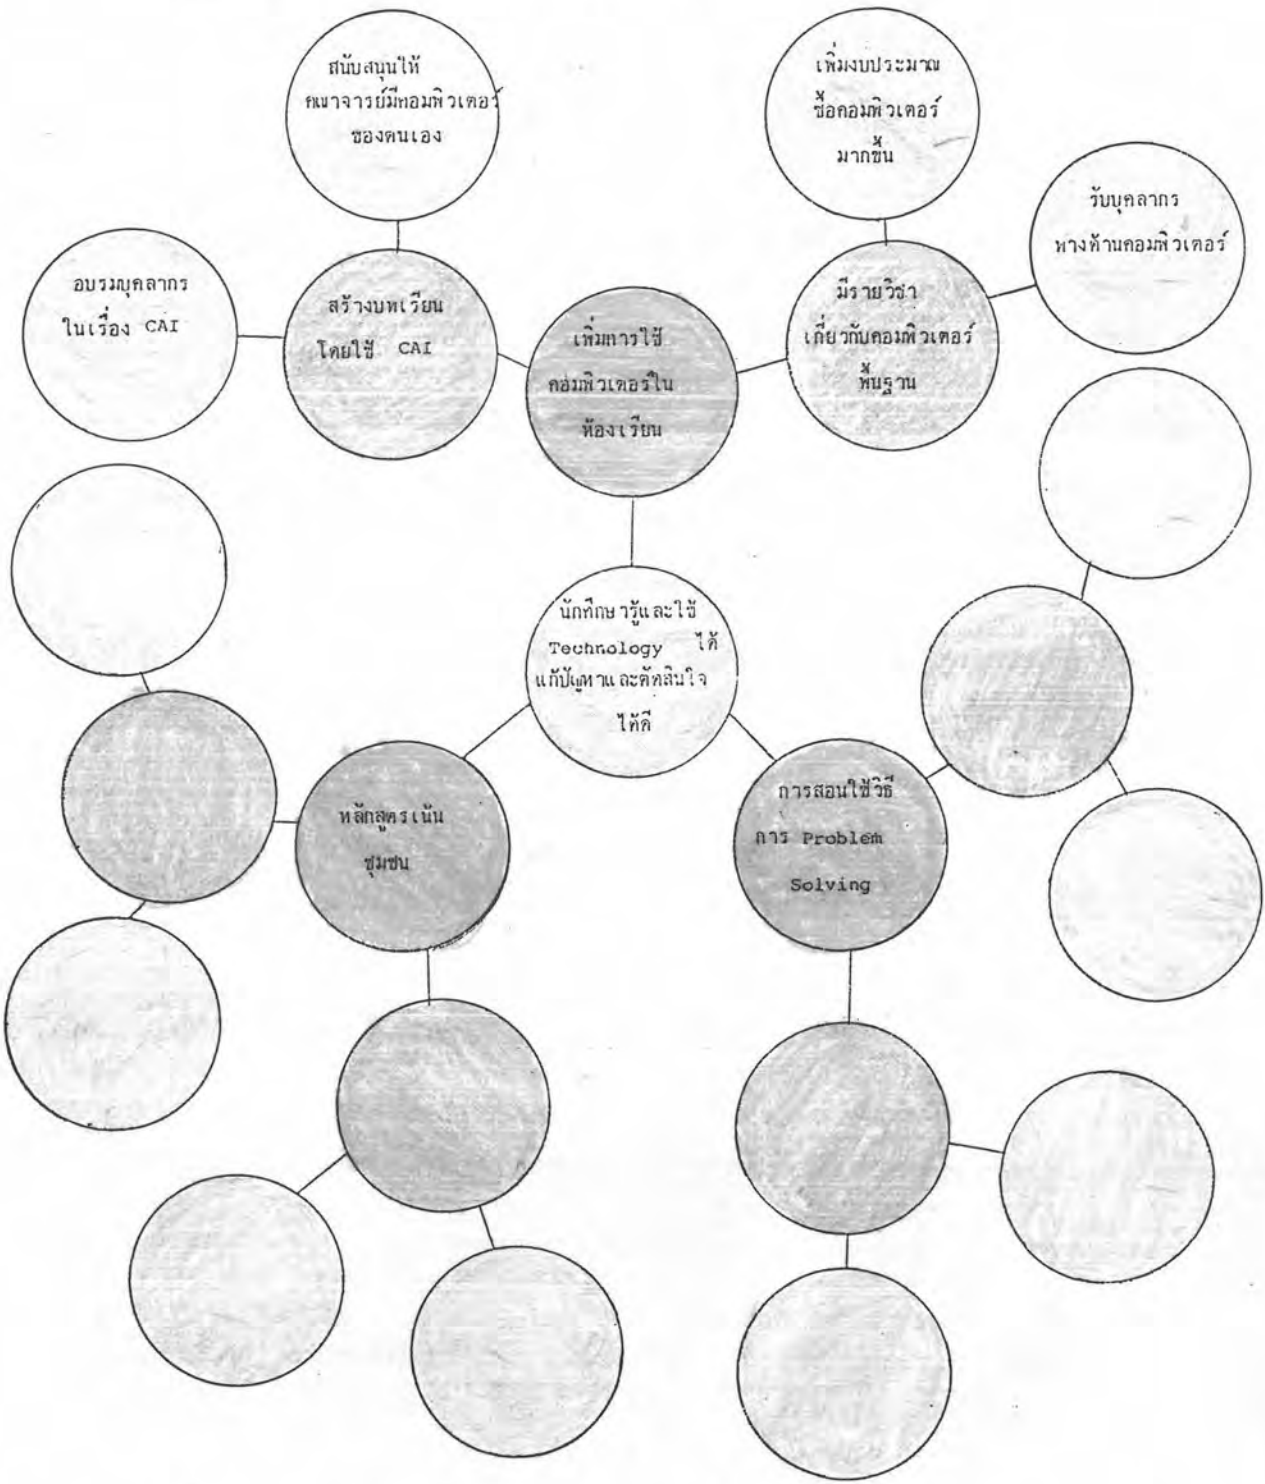 สนับสนุนให้
คณาจารย์มีคอมพิวเตอร์
ของตนเอง
เพิ่มงบประมาณ
ซื้อคอมพิวเตอร์
มากขึ้น
รับบุคลากร
ทางด้านคอมพิวเตอร์
อบรมบุคลากร
ในเรื่อง CAI
สร้างบทเรียน
โดยใช้ CAI
เพิ่มการใช้
คอมพิวเตอร์ใน
ห้องเรียน
มีรายวิชา
เกี่ยวกับคอมพิวเตอร์
พื้นฐาน
นักศึกษารู้และใช้
Technology ได้
แก้ปัญหาและตัดสินใจ
ได้ดี
หลักสูตรเน้น
ชุมชน
การสอนใช้วิธี
การ Problem
Solving